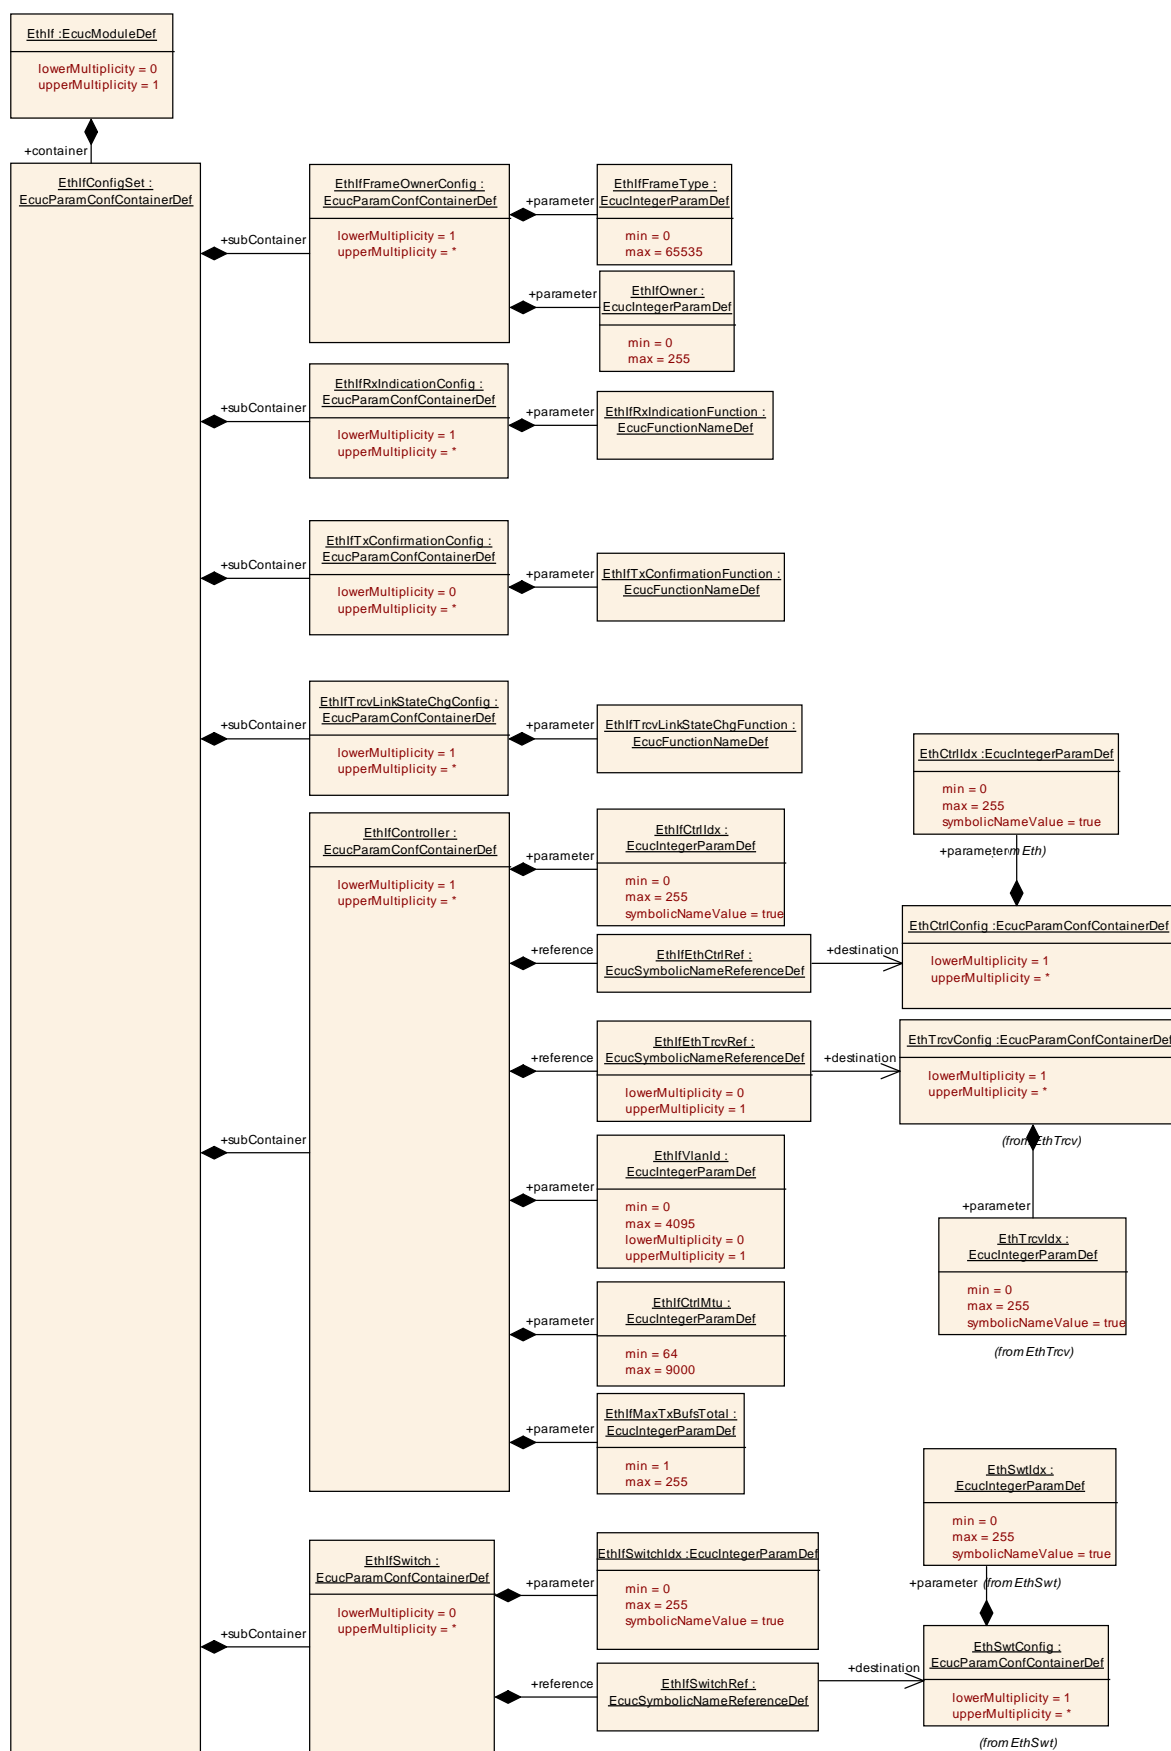 EthIf :EcucModuleDef
lowerMultiplicity = 0
upperMultiplicity = 1
+container
EthIfConfigSet :
EcucParamConfContainerDef
+subContainer
EthIfFrameOwnerConfig :
EcucParamConfContainerDef
lowerMultiplicity = 1
upperMultiplicity = *
+parameter
EthIfFrameType :
EcucIntegerParamDef
min = 0
max = 65535
+parameter
EthIfOwner :
EcucIntegerParamDef
min = 0
max = 255
+subContainer
EthIfRxIndicationConfig :
EcucParamConfContainerDef
lowerMultiplicity = 1
upperMultiplicity = *
+parameter
EthIfRxIndicationFunction :
EcucFunctionNameDef
+subContainer
EthIfTxConfirmationConfig :
EcucParamConfContainerDef
lowerMultiplicity = 0
upperMultiplicity = *
+parameter
EthIfTxConfirmationFunction :
EcucFunctionNameDef
+subContainer
EthIfTrcvLinkStateChgConfig :
EcucParamConfContainerDef
lowerMultiplicity = 1
upperMultiplicity = *
+parameter
EthIfTrcvLinkStateChgFunction :
EcucFunctionNameDef
+subContainer
EthIfController :
EcucParamConfContainerDef
lowerMultiplicity = 1
upperMultiplicity = *
+parameter
EthIfCtrlIdx :
EcucIntegerParamDef
min = 0
max = 255
symbolicNameValue = true
EthCtrlIdx :EcucIntegerParamDef
min = 0
max = 255
symbolicNameValue = true
+parameter
Eth)
+reference
EthIfEthCtrlRef :
EcucSymbolicNameReferenceDef
+destination
EthCtrlConfig :EcucParamConfContainerDef
lowerMultiplicity = 1
upperMultiplicity = *
+reference
EthIfEthTrcvRef :
EcucSymbolicNameReferenceDef
lowerMultiplicity = 0
upperMultiplicity = 1
+destination
EthTrcvConfig :EcucParamConfContainerDef
lowerMultiplicity = 1
upperMultiplicity = *
(from EthTrcv)
+parameter
EthIfVlanId :
EcucIntegerParamDef
min = 0
max = 4095
lowerMultiplicity = 0
upperMultiplicity = 1
+parameter
EthTrcvIdx :
EcucIntegerParamDef
min = 0
max = 255
symbolicNameValue = true
(from EthTrcv)
+parameter
EthIfCtrlMtu :
EcucIntegerParamDef
min = 64
max = 9000
+parameter
EthIfMaxTxBufsTotal :
EcucIntegerParamDef
min = 1
max = 255
+subContainer
EthIfSwitch :
EcucParamConfContainerDef
lowerMultiplicity = 0
upperMultiplicity = *
+parameter
EthIfSwitchIdx :EcucIntegerParamDef
min = 0
max = 255
symbolicNameValue = true
EthSwtIdx :
EcucIntegerParamDef
min = 0
max = 255
symbolicNameValue = true
+parameter (from EthSwt)
+reference
EthIfSwitchRef :
EcucSymbolicNameReferenceDef
+destination
EthSwtConfig :
EcucParamConfContainerDef
lowerMultiplicity = 1
upperMultiplicity = *
(from EthSwt)